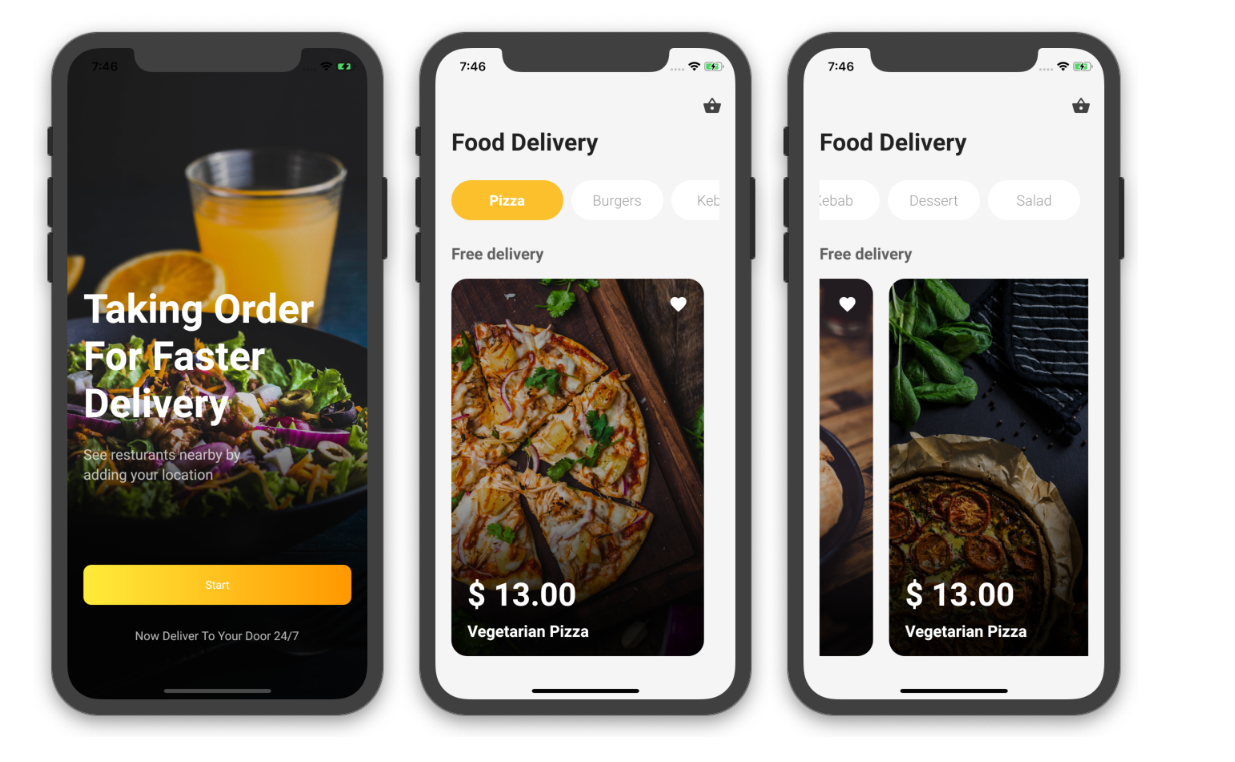 7:46
Taking Order
For Faster
Delivery
See resturants nearby by
adding your location
Start
Now Deliver To Your Door 24/7
7:46
Food Delivery
Pizza
Burgers
Keb
Free delivery
$ 13.00
Vegetarian Pizza
7:46
Food Delivery
Kebab
Dessert
Salad
Free delivery
$ 13.00
Vegetarian Pizza